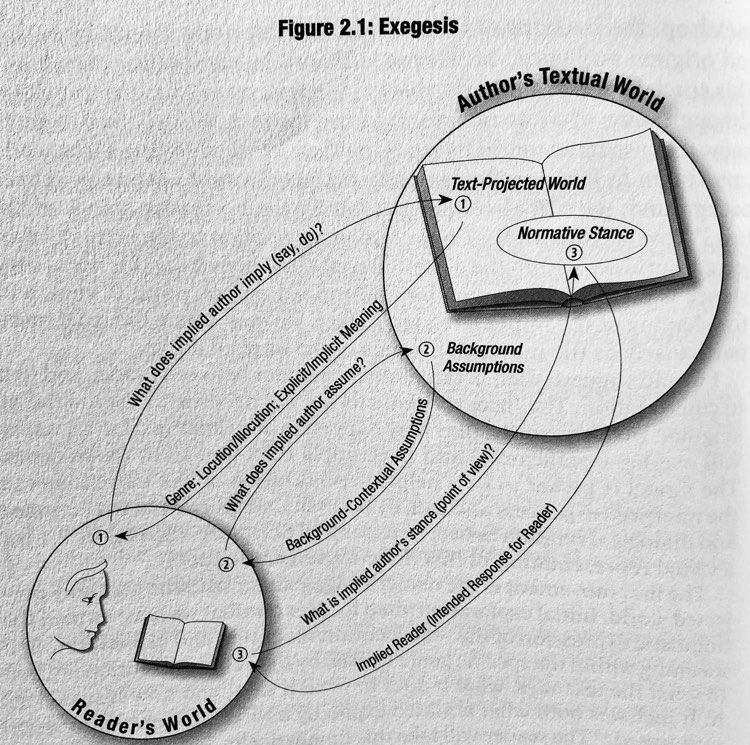 Figure 2.1: Exegesis
Author's Textual World
Text-Projected World
①
Normative Stance
③
What does implied author imply (say, do)?
Genre; Locution/Illocution; Explicit/Implicit Meaning
② Background
Assumptions
What does implied author assume?
Background-Contextual Assumptions
What is implied author's stance (point of view)?
Implied Reader (Intended Response for Reader)
①
②
③
Reader's World